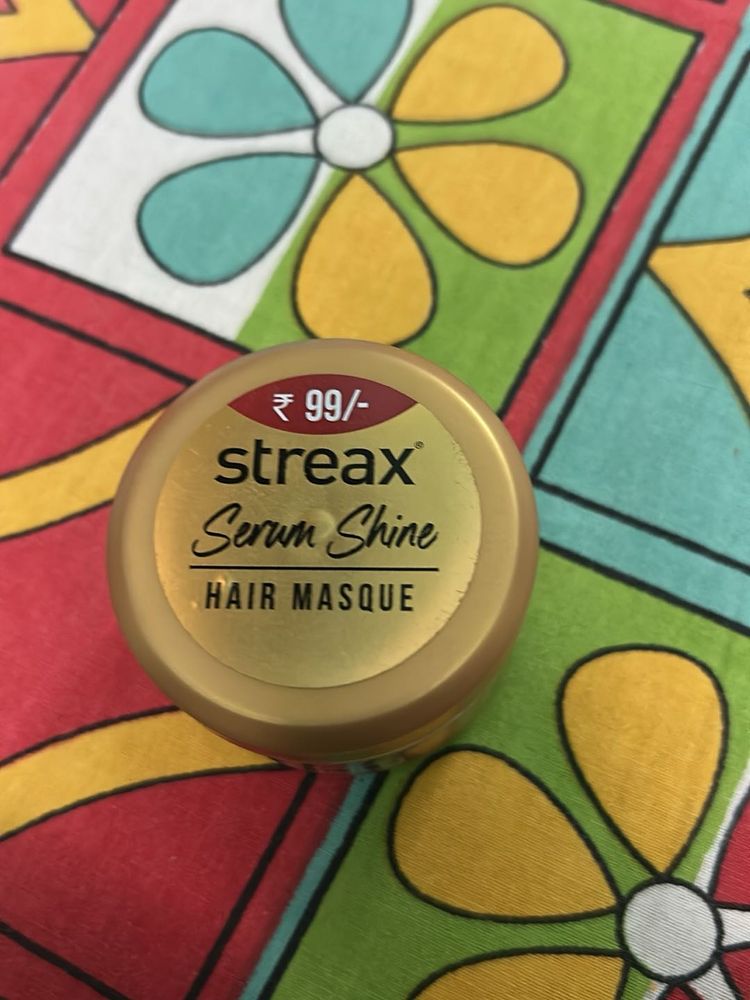 ₹ 99/-
streax®
Serum Shine
HAIR MASQUE